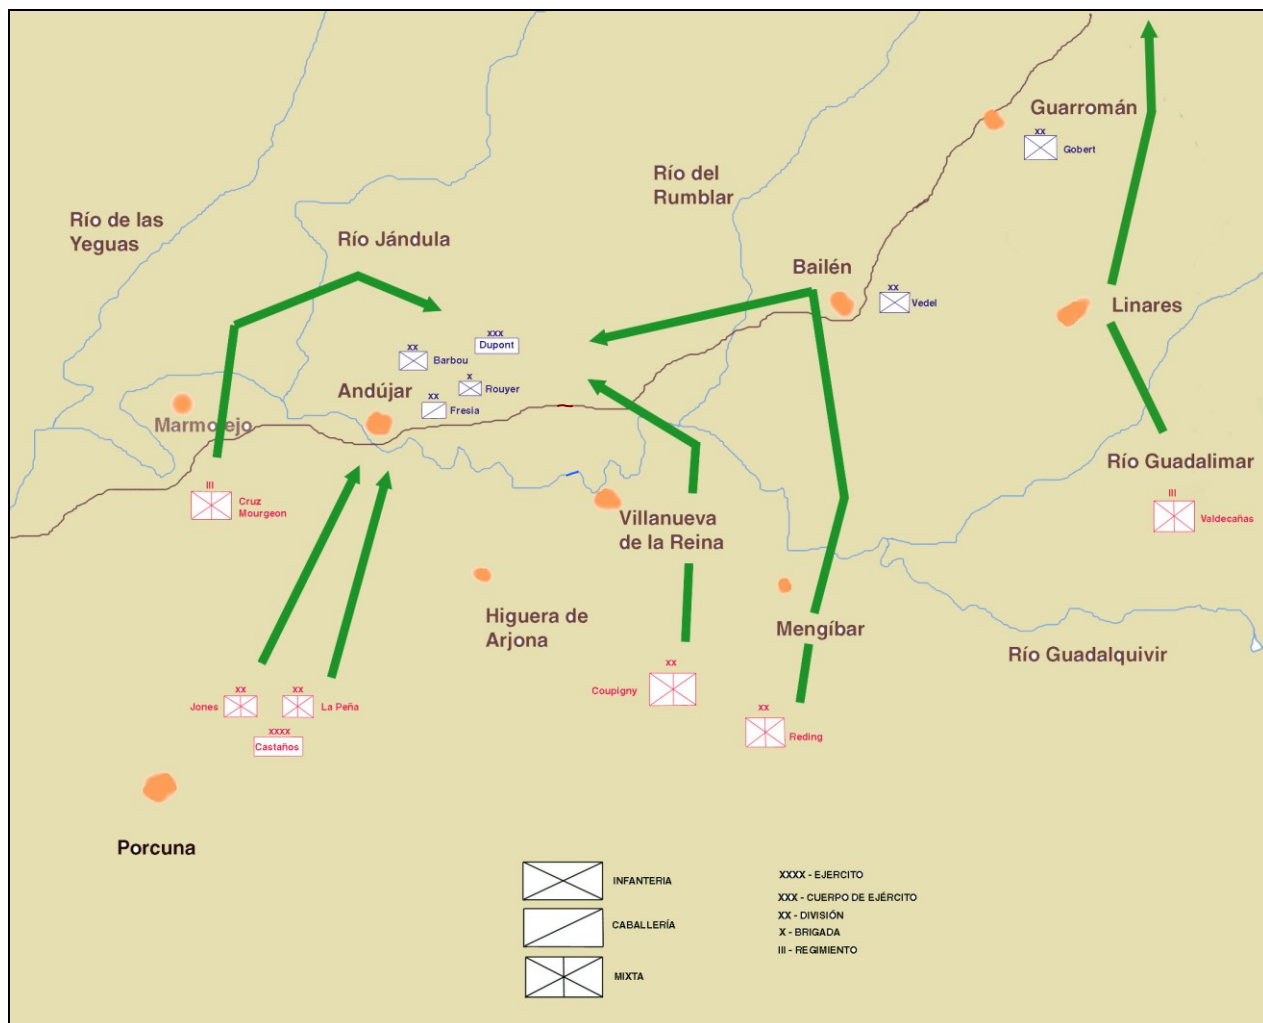 Guarromán
xx
Gobert
Río del
Rumblar
Río de las
Yeguas
Río Jándula
Bailén
xx
Vedel
Linares
xxx
Dupont
xx
Barbou
x
Rouyer
xx
Fresia
Andújar
Marmolejo
Río Guadalimar
III
Cruz
Mourgeon
III
Valdecañas
Villanueva
de la Reina
Higuera de
Arjona
Mengíbar
Río Guadalquivir
xx
Coupigny
xx
Jones
xx
La Peña
xx
Reding
xxxx
Castaños
Porcuna
INFANTERIA
CABALLERÍA
MIXTA
XXXX - EJERCITO
XXX - CUERPO DE EJÉRCITO
XX - DIVISIÓN
X - BRIGADA
III - REGIMIENTO